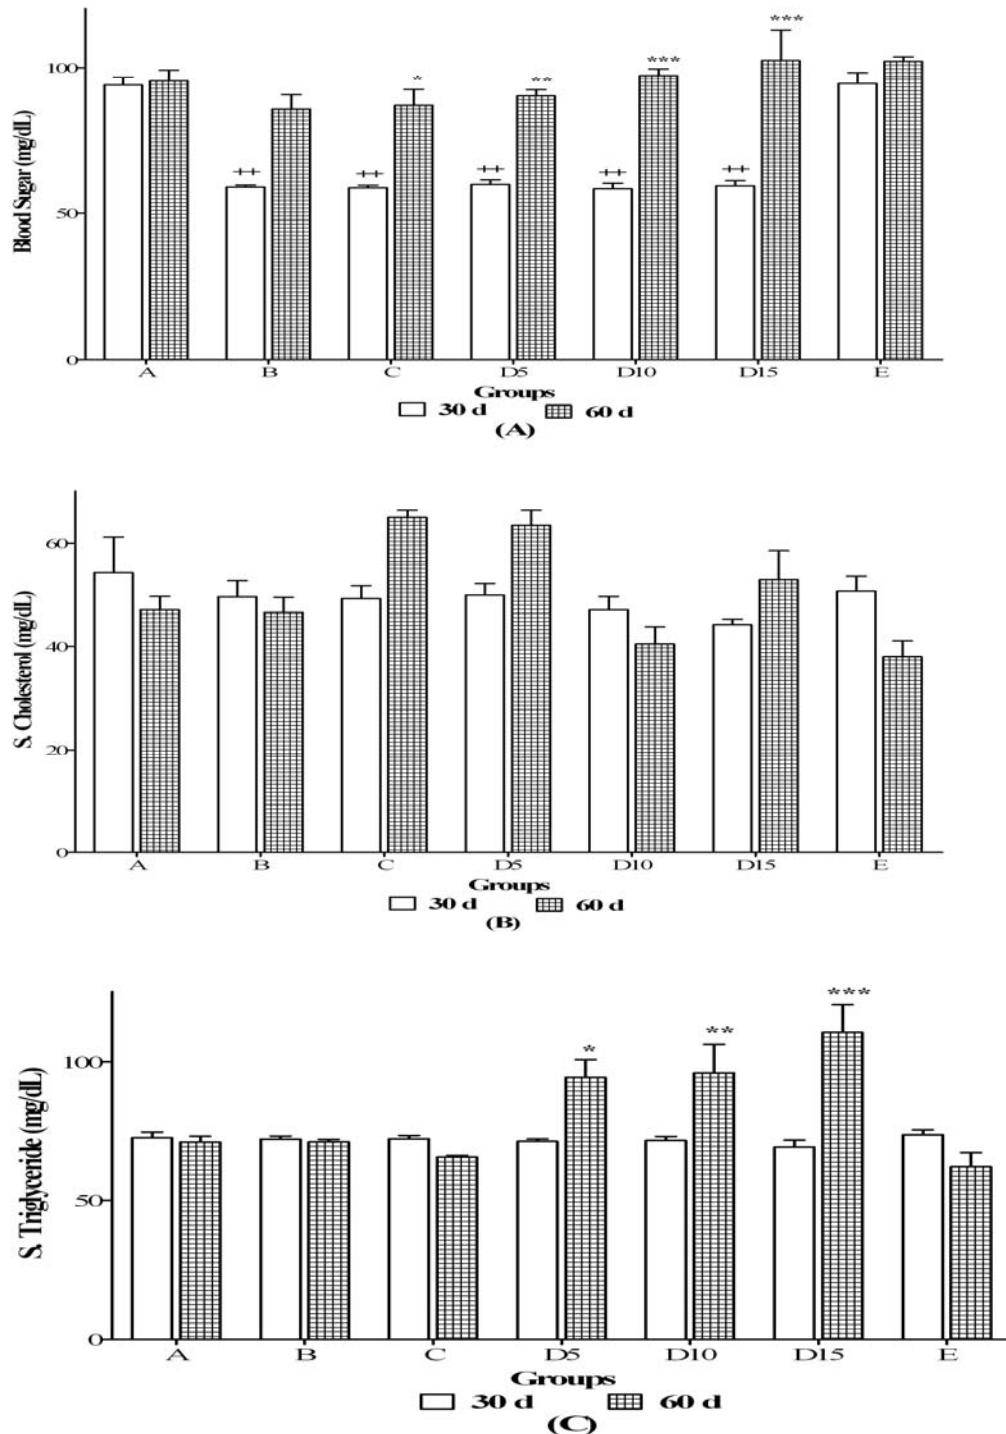 ***
***
100
**
*
Blood Sugar (mg/dL)
++ ++ ++ ++ ++
50
0
A B C D5 D10 D15 E
Groups
30 d 60 d
(A)
60
S. Cholesterol (mg/dL)
40
20
0
A B C D5 D10 D15 E
Groups
30 d 60 d
(B)
***
**
*
100
S. Triglyceride (mg/dL)
50
0
A B C D5 D10 D15 E
Groups
30 d 60 d
(C)